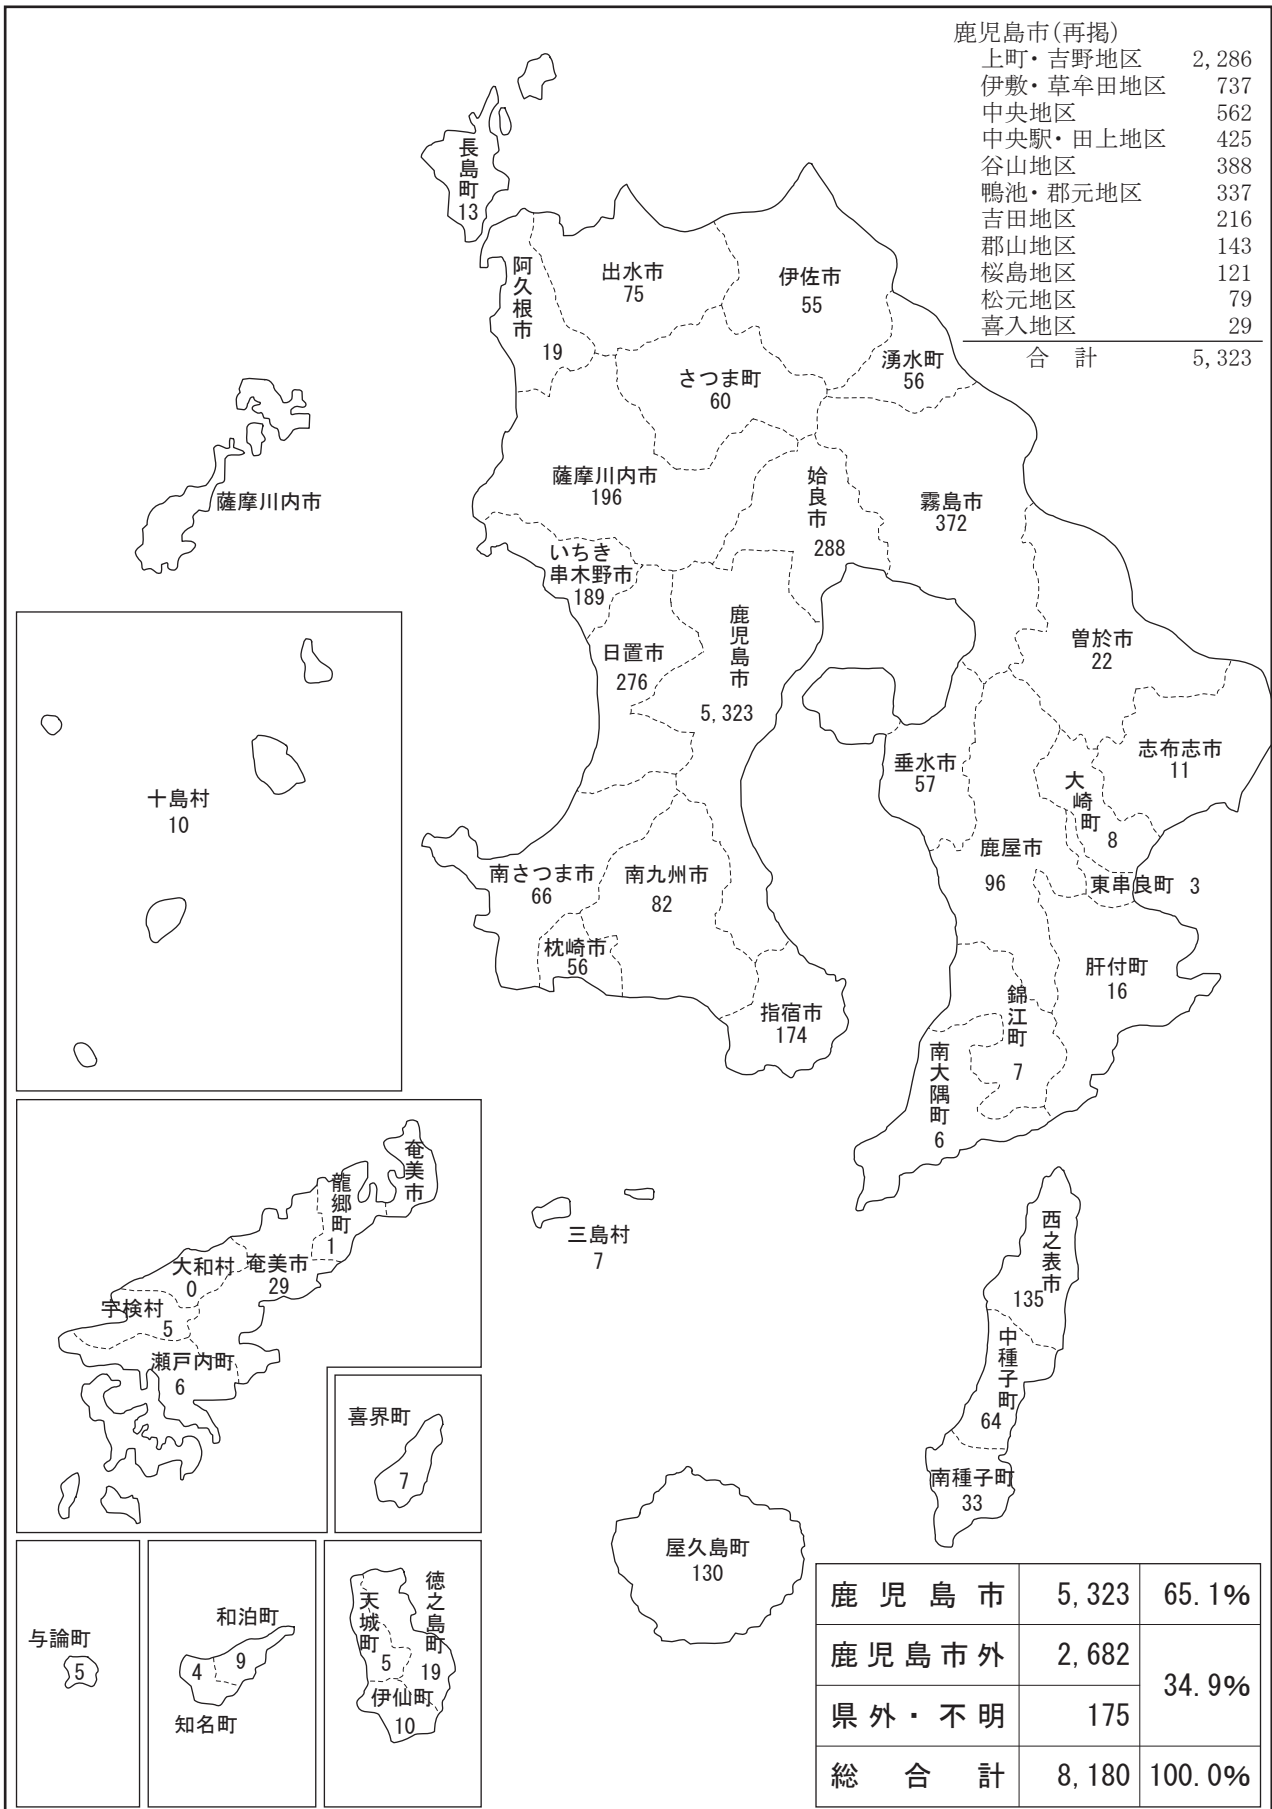 鹿児島市(再掲)
上町・吉野地区 2,286
伊敷・草牟田地区 737
中央地区 562
中央駅・田上地区 425
谷山地区 388
鴨池・郡元地区 337
吉田地区 216
郡山地区 143
桜島地区 121
松元地区 79
喜入地区 29
合計 5,323
長島町
13
阿久根市
19
出水市
75
伊佐市
55
湧水町
56
さつま町
60
薩摩川内市
196
薩摩川内市
姶良市
288
霧島市
372
いちき
串木野市
189
日置市
276
鹿児島市
5,323
曽於市
22
志布志市
11
大崎町
8
東串良町 3
垂水市
57
鹿屋市
96
肝付町
16
錦江町
7
南大隅町
6
南さつま市
66
南九州市
82
枕崎市
56
指宿市
174
十島村
10
三島村
7
西之表市
135
中種子町
64
南種子町
33
屋久島町
130
奄美市
龍郷町
1
奄美市
29
大和村
0
宇検村
5
瀬戸内町
6
喜界町
7
与論町
5
和泊町
9
4
知名町
徳之島町
19
天城町
5
伊仙町
10
鹿児島市 5,323 65.1%
鹿児島市外 2,682
34.9%
県外・不明 175
総合計 8,180 100.0%